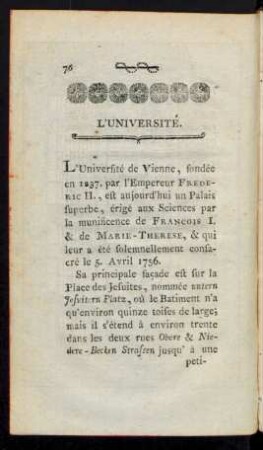 76
L'UNIVERSITÉ.
L'Université de Vienne, fondée
en 1237, par l'Empereur FREDE-
RIC II., est aujourd'hui un Palais
superbe, érigé aux Sciences par
la munificence de FRANCOIS I.
& de MARIE-THERESE, & qui
leur a été solemnellement consa-
cré le 5. Avril 1756.
Sa principale façade est sur la
Place des Jesuites, nommée untern
Jesuitern Platz, où le Batiment n'a
qu'environ quinze toises de large;
mais il s'étend à environ trente
dans les deux rues Obere & Nie-
dere-Becken Strassen jusqu' à une
peti-